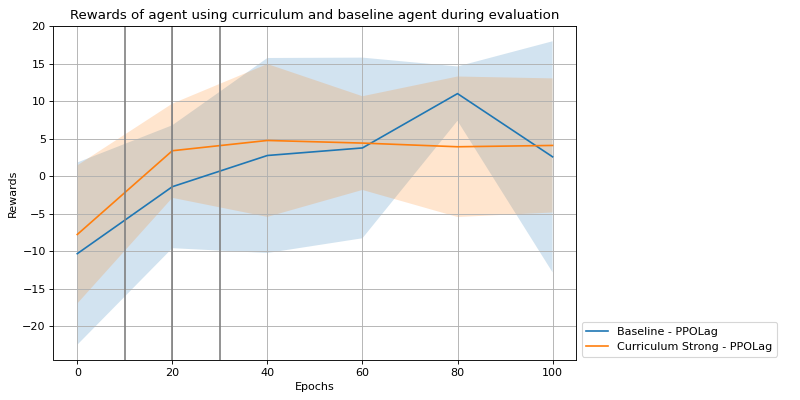 Rewards of agent using curriculum and baseline agent during evaluation
20
15
10
5
0
−5
−10
−15
−20
Rewards
0 20 40 60 80 100
Epochs
Baseline - PPOLag
Curriculum Strong - PPOLag